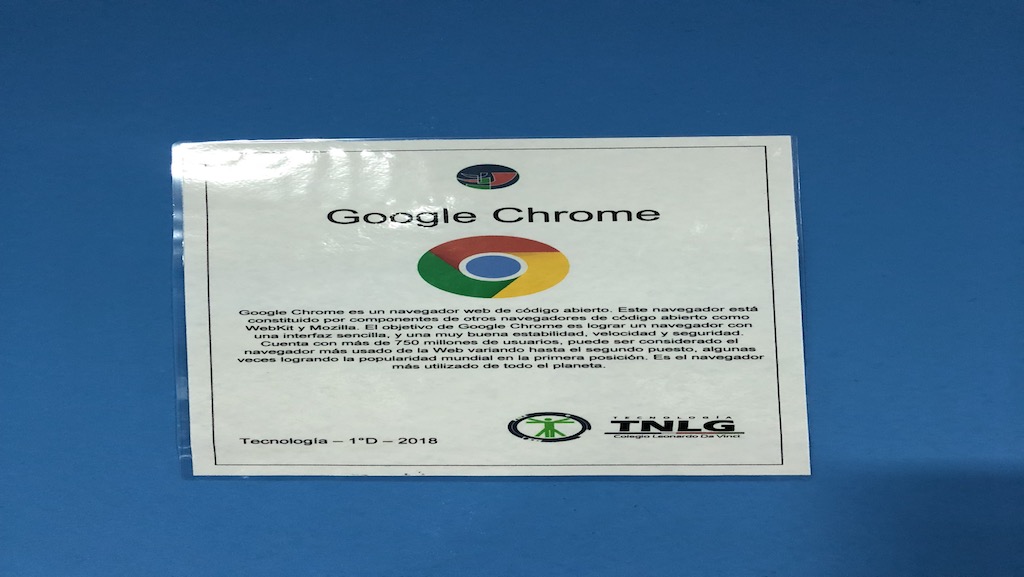 Google Chrome
Google Chrome es un navegador web de código abierto. Este navegador está
constituido por componentes de otros navegadores de código abierto como
WebKit y Mozilla. El objetivo de Google Chrome es lograr un navegador con
una interfaz sencilla, y una muy buena estabilidad, velocidad y seguridad.
Cuenta con más de 750 millones de usuarios, puede ser considerado el
navegador más usado de la Web variando hasta el segundo puesto, algunas
veces logrando la popularidad mundial en la primera posición. Es el navegador
más utilizado de todo el planeta.
TECNOLOGÍA
TNLG
Colegio Leonardo Da Vinci
Tecnología – 1°D – 2018